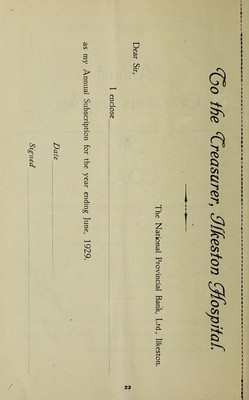 To the Treasurer, Ilkeston Hospital.
The National Provincial Bank, Ltd., Ilkeston.
Dear Sir,
I enclose
as my Annual Subscription for the year ending June, 1929.
Date
Signed
22